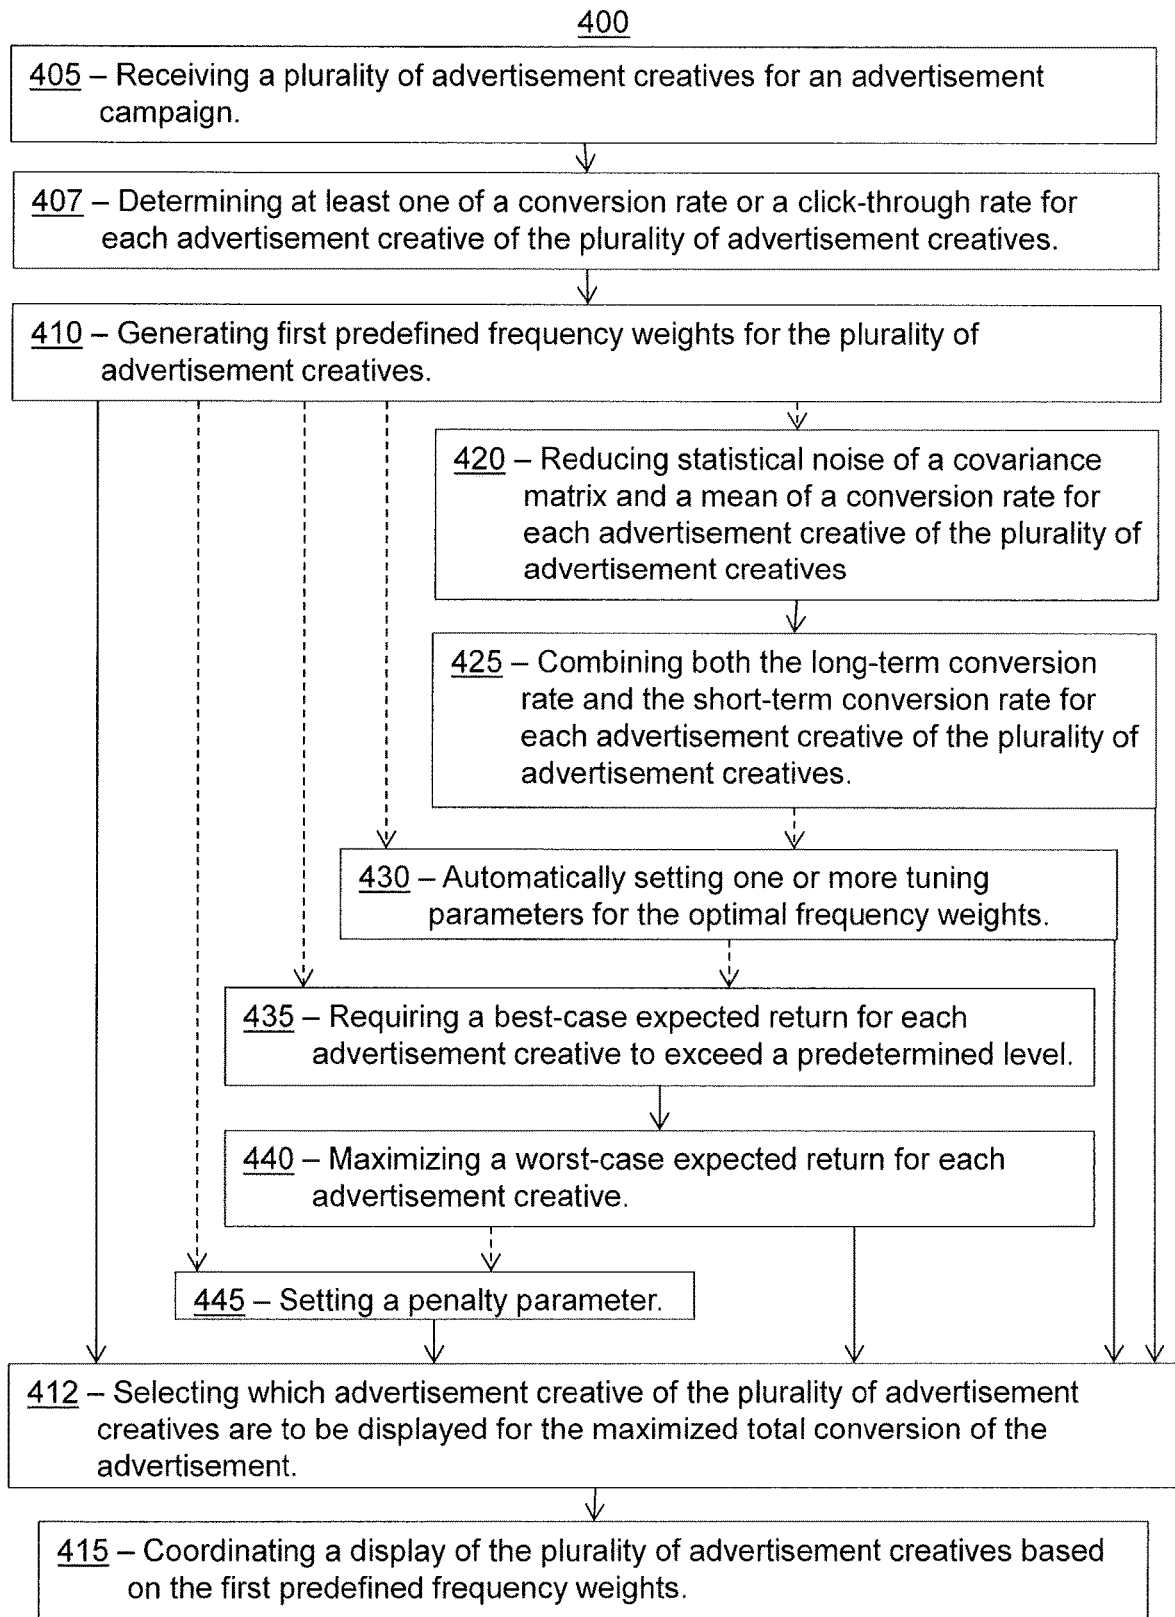 400
405 – Receiving a plurality of advertisement creatives for an advertisement
campaign.
407 – Determining at least one of a conversion rate or a click-through rate for
each advertisement creative of the plurality of advertisement creatives.
410 – Generating first predefined frequency weights for the plurality of
advertisement creatives.
420 – Reducing statistical noise of a covariance
matrix and a mean of a conversion rate for
each advertisement creative of the plurality of
advertisement creatives
425 – Combining both the long-term conversion
rate and the short-term conversion rate for
each advertisement creative of the plurality of
advertisement creatives.
430 – Automatically setting one or more tuning
parameters for the optimal frequency weights.
435 – Requiring a best-case expected return for each
advertisement creative to exceed a predetermined level.
440 – Maximizing a worst-case expected return for each
advertisement creative.
445 – Setting a penalty parameter.
412 – Selecting which advertisement creative of the plurality of advertisement
creatives are to be displayed for the maximized total conversion of the
advertisement.
415 – Coordinating a display of the plurality of advertisement creatives based
on the first predefined frequency weights.